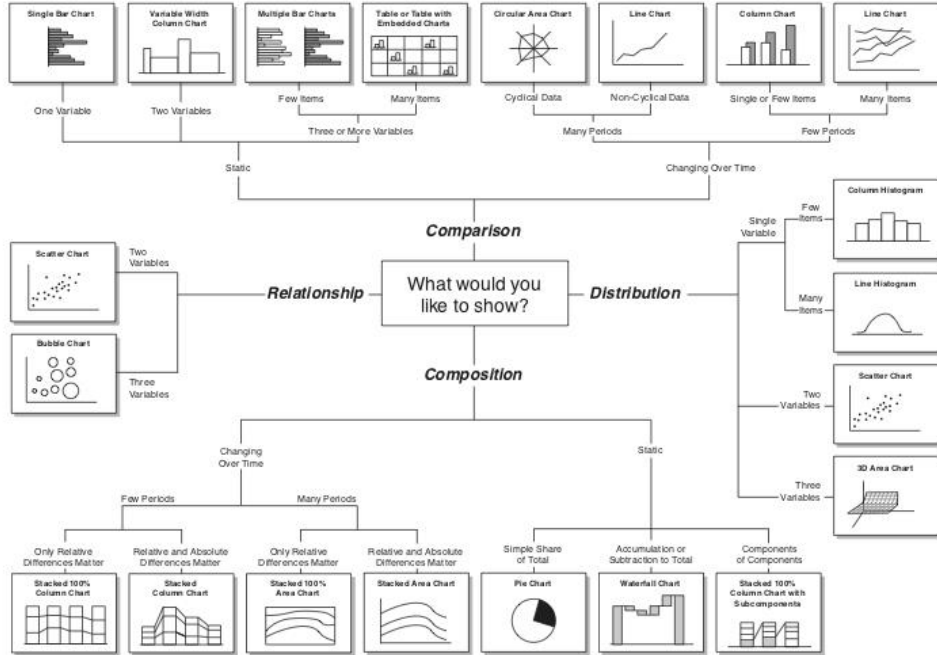 Single Bar Chart
Variable Width
Column Chart
Multiple Bar Charts
Table or Table with
Embedded Charts
Circular Area Chart
Line Chart
Column Chart
Line Chart
One Variable
Two Variables
Few Items
Many Items
Cyclical Data
Non-Cyclical Data
Single or Few Items
Many Items
Three or More Variables
Many Periods
Few Periods
Static
Changing Over Time
Comparison
Scatter Chart
Two
Variables
Bubble Chart
Three
Variables
Relationship
What would you
like to show?
Distribution
Single
Variable
Few
Items
Column Histogram
Many
Items
Line Histogram
Two
Variables
Scatter Chart
Three
Variables
3D Area Chart
Composition
Changing
Over Time
Static
Few Periods
Many Periods
Only Relative
Differences Matter
Relative and Absolute
Differences Matter
Only Relative
Differences Matter
Relative and Absolute
Differences Matter
Simple Share
of Total
Accumulation or
Subtraction to Total
Components
of Components
Stacked 100%
Column Chart
Stacked
Column Chart
Stacked 100%
Area Chart
Stacked Area Chart
Pie Chart
Waterfall Chart
Stacked 100%
Column Chart with
Subcomponents